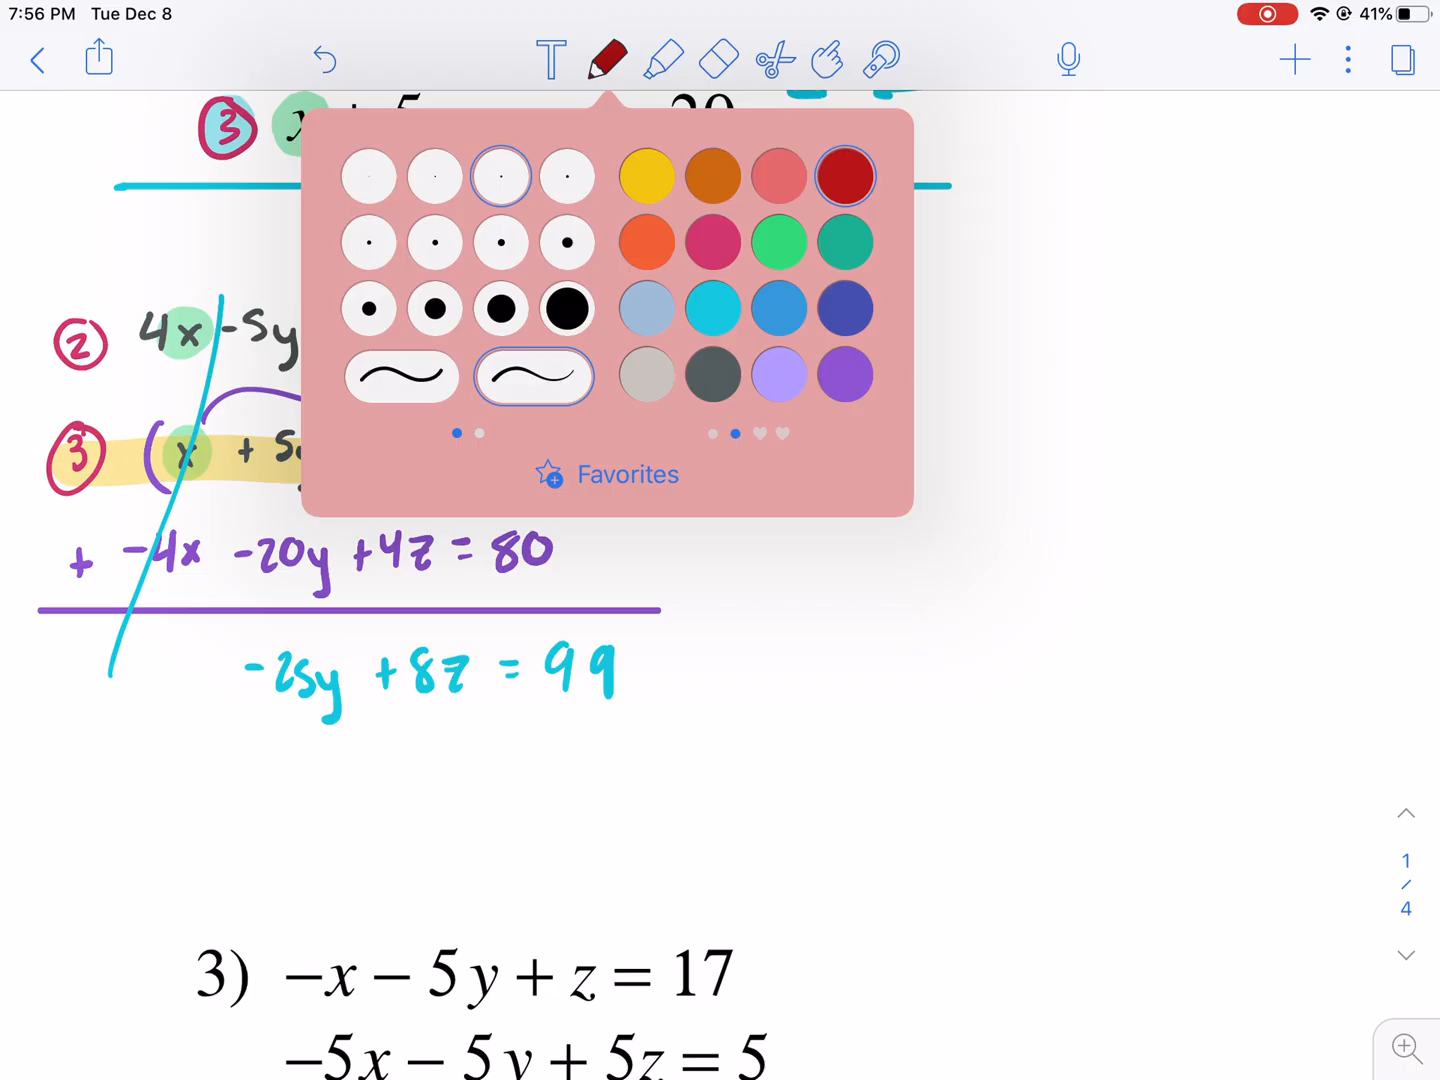 7:56 PM Tue Dec 8
41%
T
3 x + 5
2 4x -5y
3 ( x + 5
Favorites
+ -4x -20y +4z = 80
-25y +8z = 99
1
/
4
3) −x − 5y + z = 17
−5x − 5y + 5z = 5